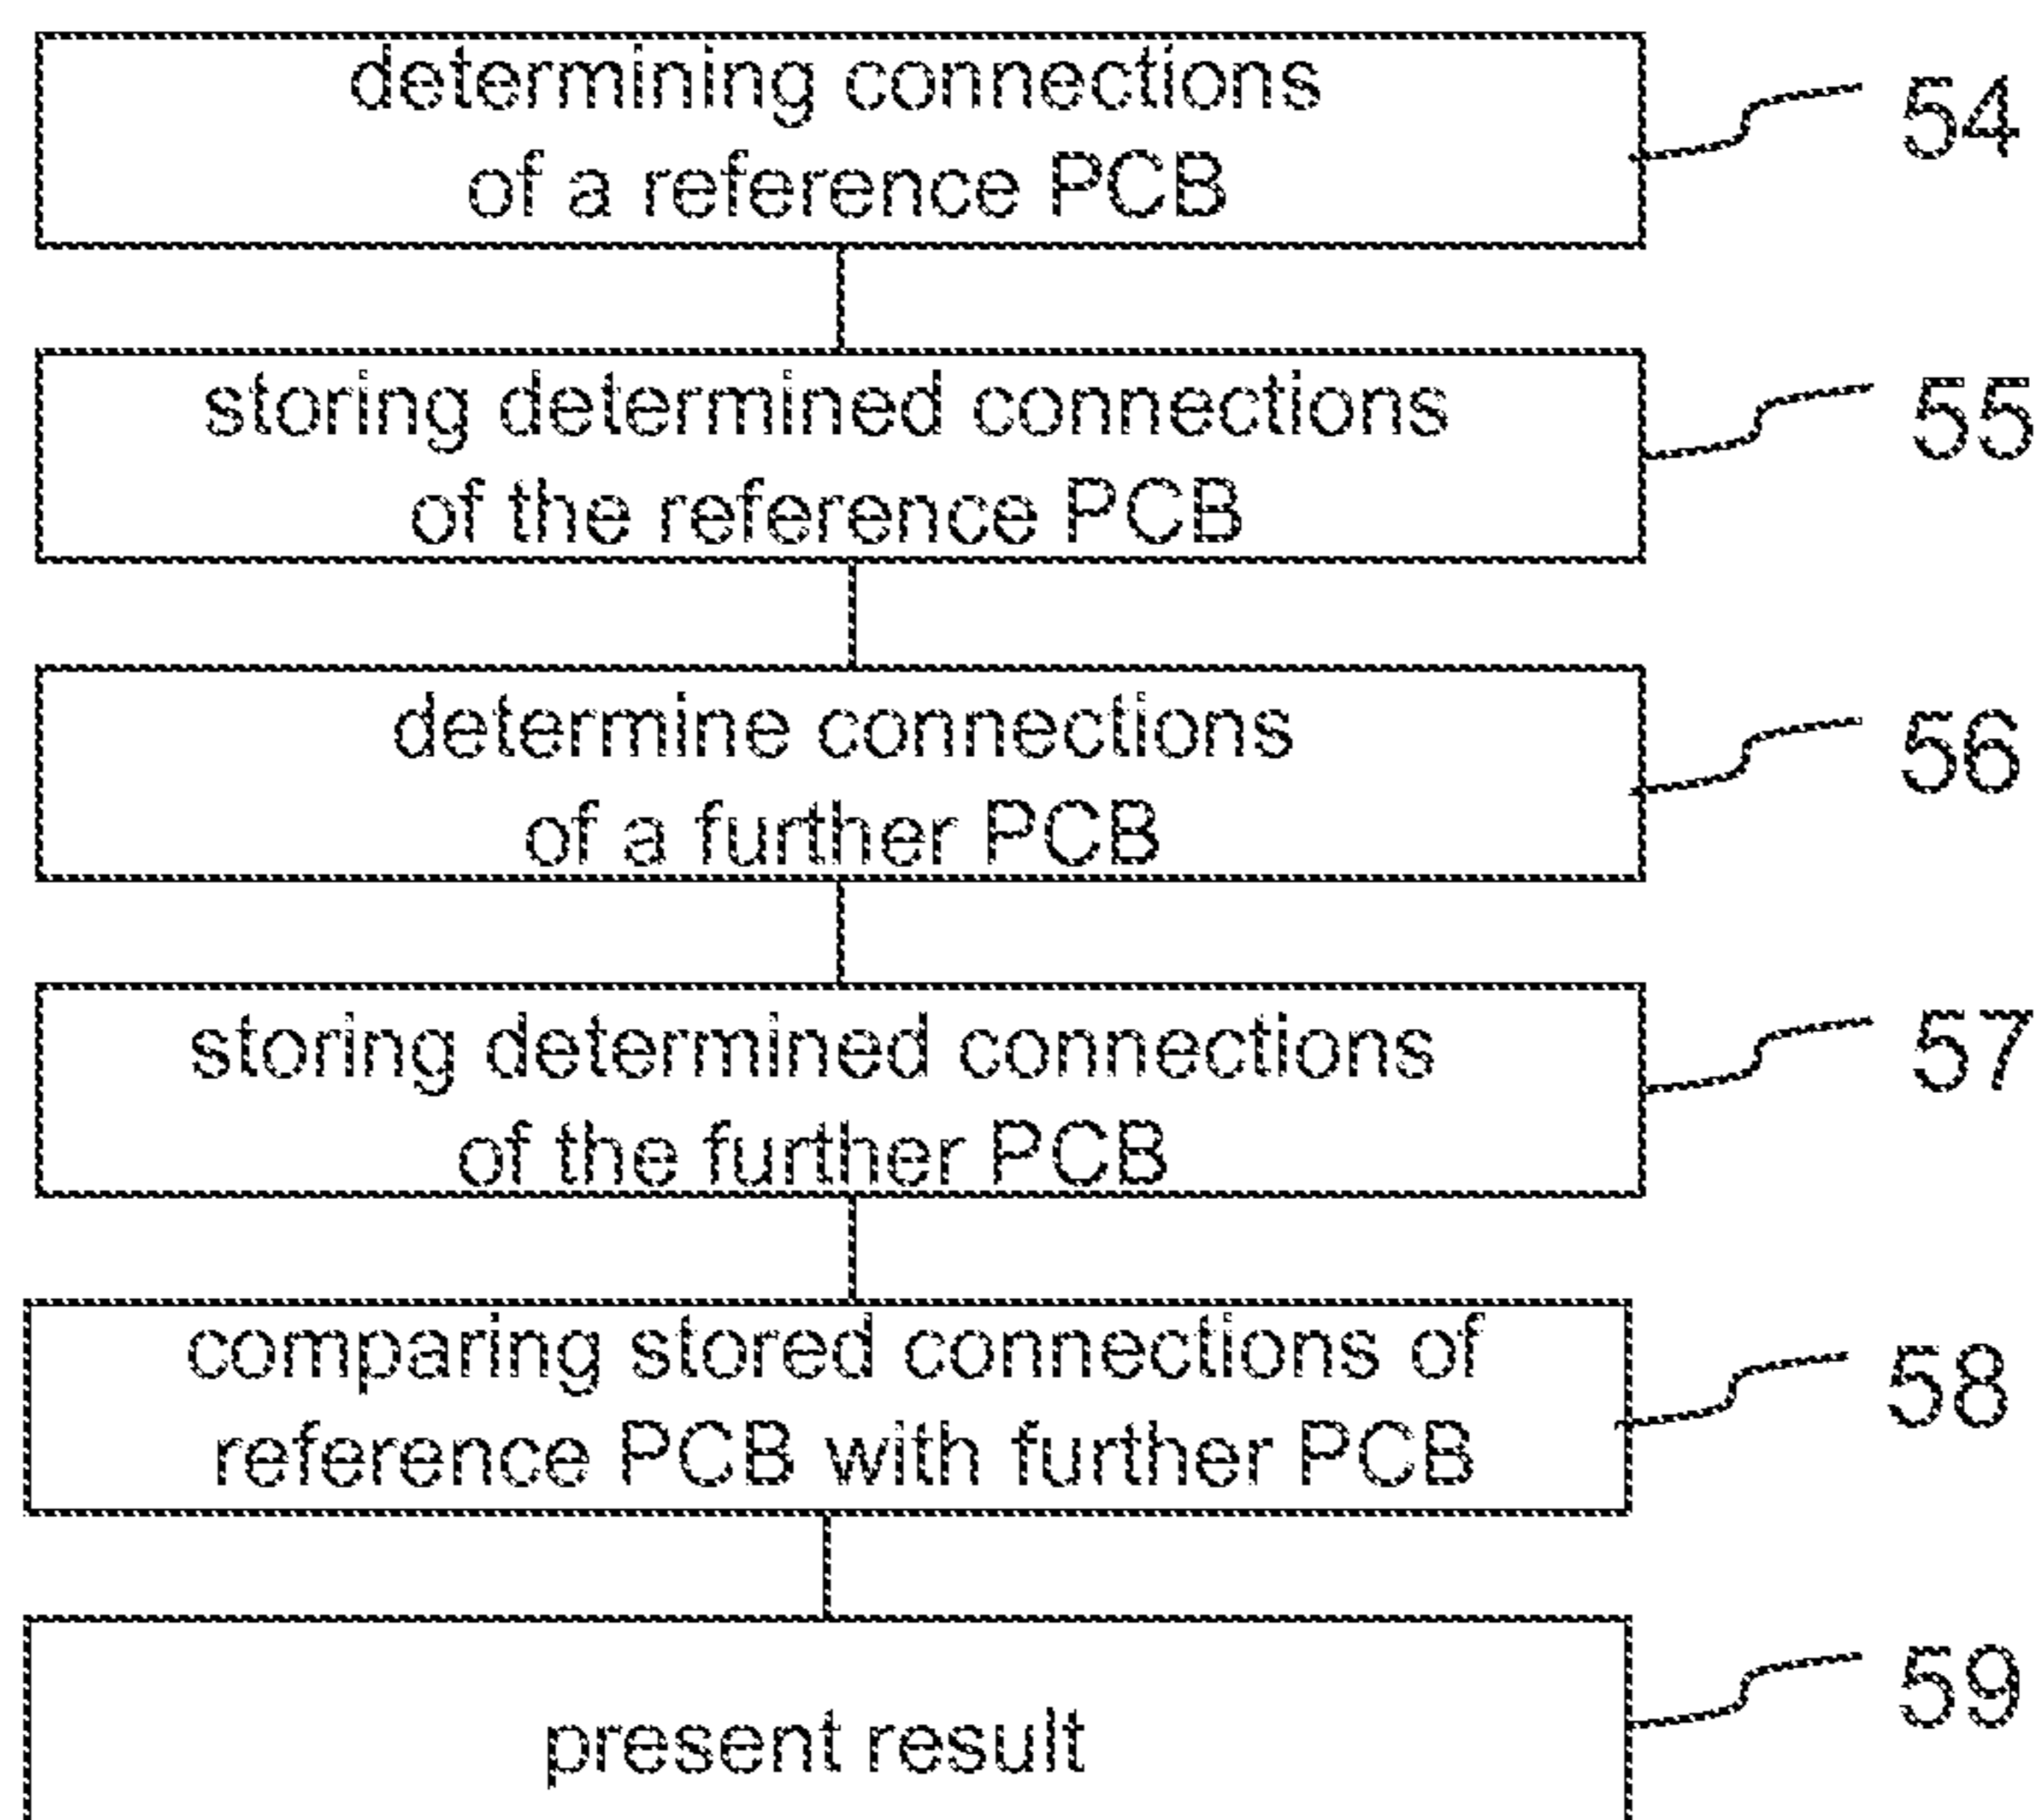 determining connections
of a reference PCB
54
storing determined connections
of the reference PCB
55
determine connections
of a further PCB
56
storing determined connections
of the further PCB
57
comparing stored connections of
reference PCB with further PCB
58
present result
59